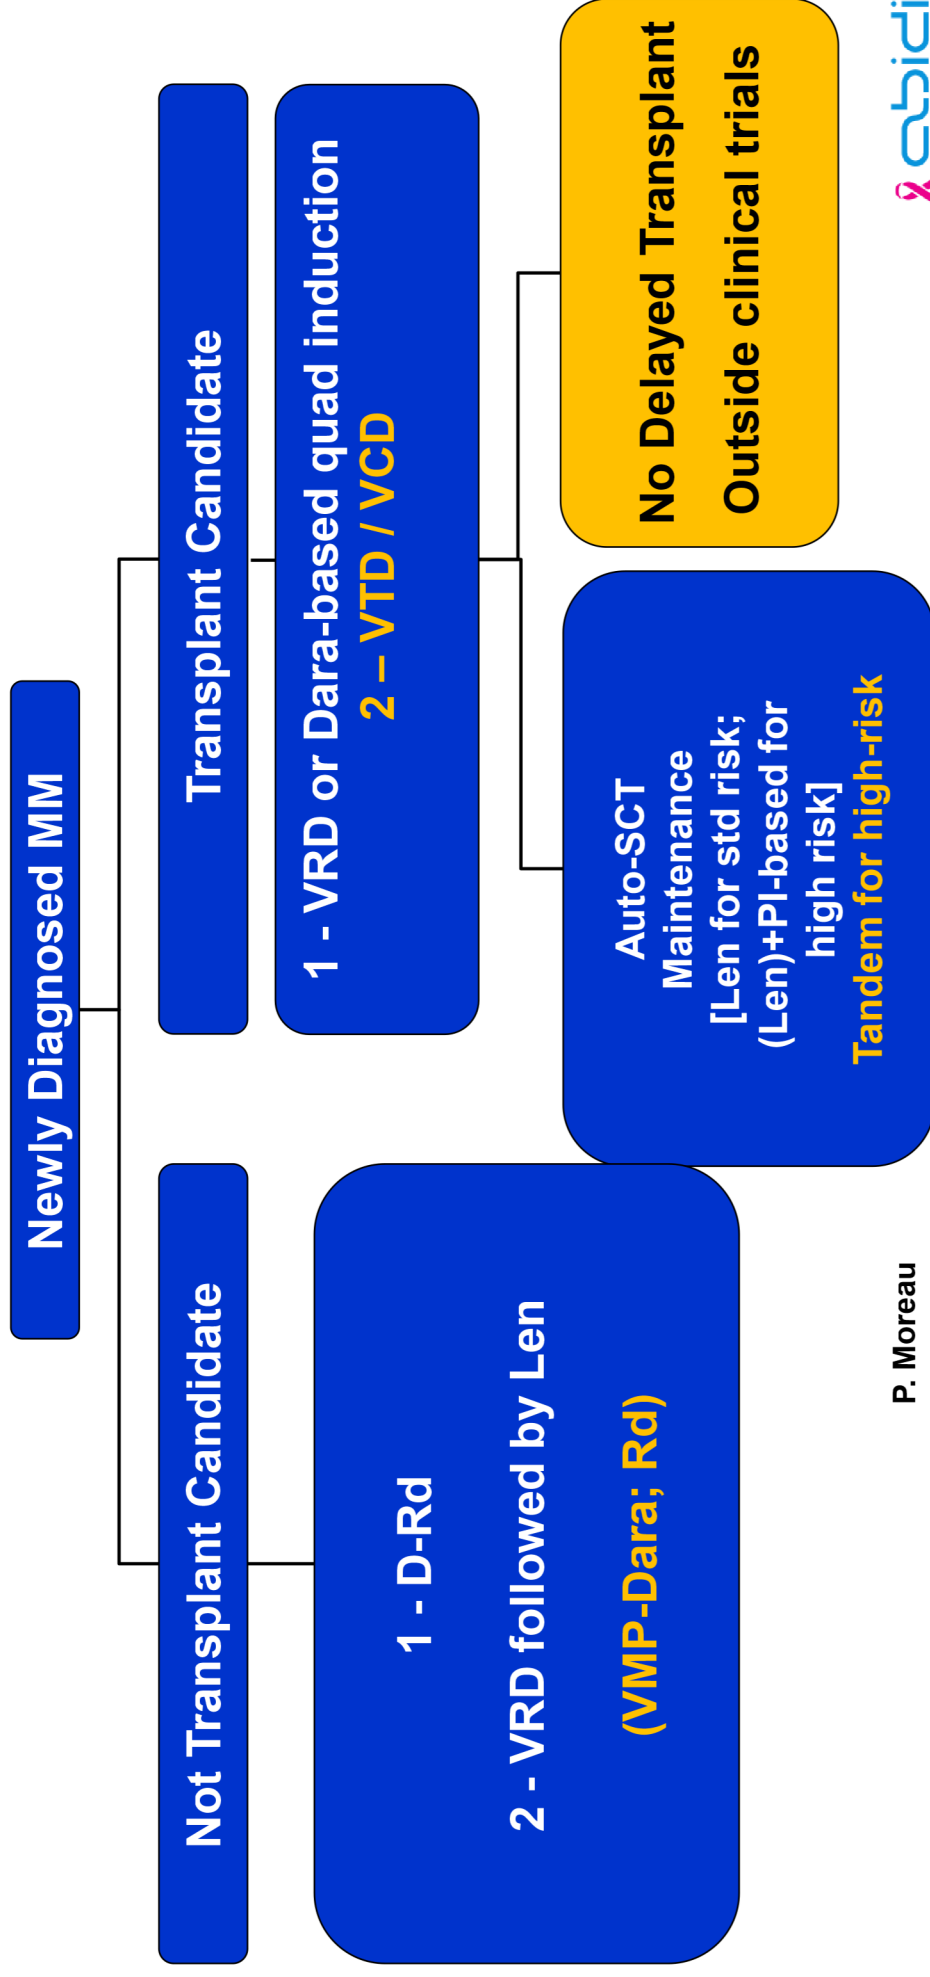 Newly Diagnosed MM
Not Transplant Candidate
Transplant Candidate
1 - D-Rd
2 - VRD followed by Len
(VMP-Dara; Rd)
1 - VRD or Dara-based quad induction
2 – VTD / VCD
Auto-SCT
Maintenance
[Len for std risk;
(Len)+PI-based for
high risk]
Tandem for high-risk
No Delayed Transplant
Outside clinical trials
P. Moreau